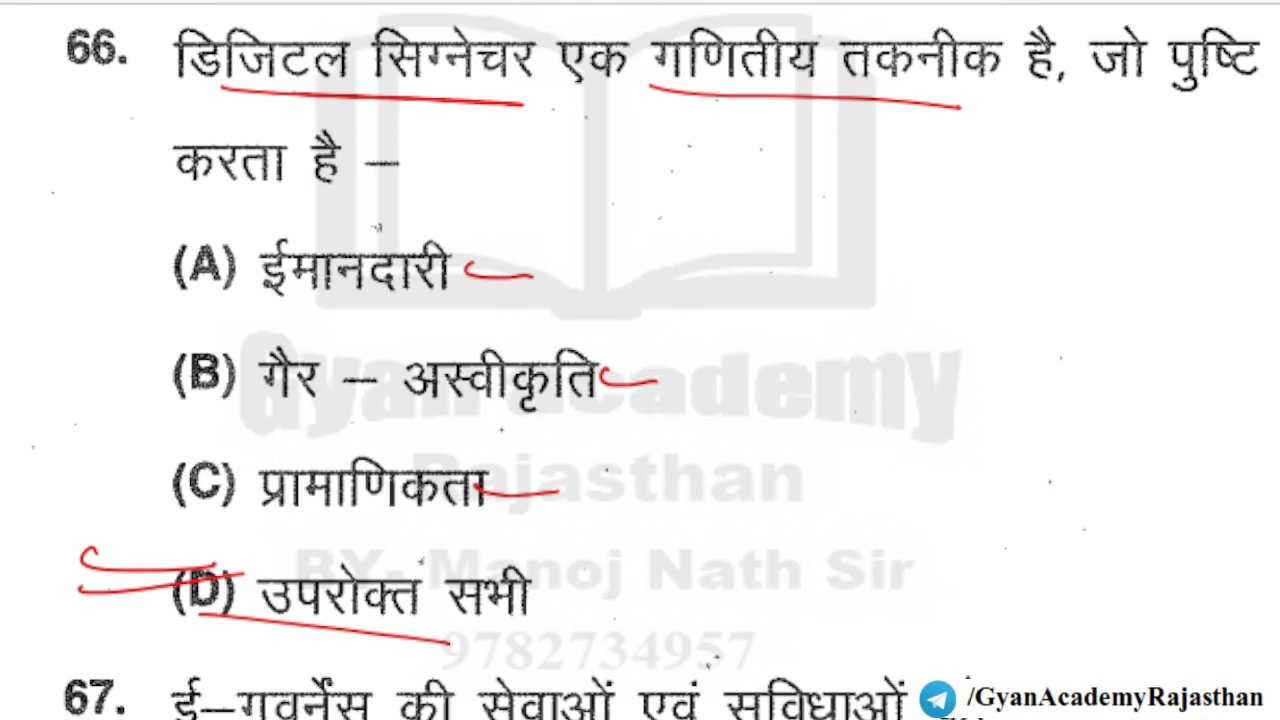 66. डिजिटल सिग्नेचर एक गणितीय तकनीक है, जो पुष्टि
करता है –
(A) ईमानदारी
(B) गैर – अस्वीकृति
(C) प्रामाणिकता
(D) उपरोक्त सभी
67. ई–गवर्नेंस की सेवाओं एवं सुविधाओं
Gyan academy
Rajasthan
BY- Manoj Nath Sir
9782734957
/GyanAcademyRajasthan